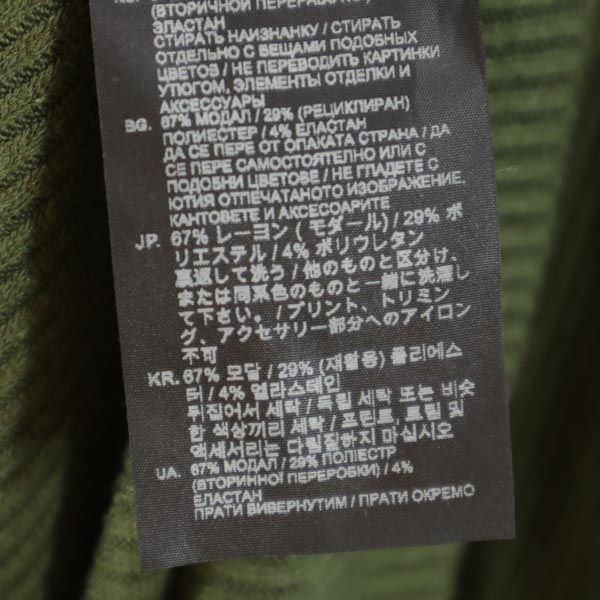 (ВТОРИЧНОЙ ПЕРЕРАБОТКИ)
ЭЛАСТАН
СТИРАТЬ НАИЗНАНКУ / СТИРАТЬ
ОТДЕЛЬНО С ВЕЩАМИ ПОДОБНЫХ
ЦВЕТОВ / НЕ ПЕРЕВОДИТЬ КАРТИНКИ
УТЮГОМ, ЭЛЕМЕНТЫ ОТДЕЛКИ И
АКСЕССУАРЫ
BG. 67% МОДАЛ / 29% (РЕЦИКЛИРАН)
ПОЛИЕСТЕР / 4% ЕЛАСТАН
ДА СЕ ПЕРЕ ОТ ОПАКАТА СТРАНА / ДА
СЕ ПЕРЕ САМОСТОЯТЕЛНО ИЛИ С
ПОДОБНИ ЦВЕТОВЕ / НЕ ГЛАДЕТЕ С
ЮТИЯ ОТПЕЧАТАНОТО ИЗОБРАЖЕНИЕ,
КАНТОВЕТЕ И АКСЕСОАРИТЕ
JP. 67% レーヨン ( モダール) / 29% ポ
リエステル / 4% ポリウレタン
裏返して洗う / 他のものと区分け、
または同系色のものと一緒に洗濯し
て下さい。 / プリント、トリミン
グ、アクセサリー部分へのアイロン
不可
KR. 67% 모달 / 29% (재활용) 폴리에스
터 / 4% 엘라스테인
뒤집어서 세탁 / 독립 세탁 또는 비슷
한 색상끼리 세탁 / 프린트, 트림 및
액세서리는 다림질하지 마십시오
UA. 67% МОДАЛ / 29% ПОЛІЕСТР
(ВТОРИННОЇ ПЕРЕРОБКИ) / 4%
ЕЛАСТАН
ПРАТИ ВИВЕРНУТИМ / ПРАТИ ОКРЕМО